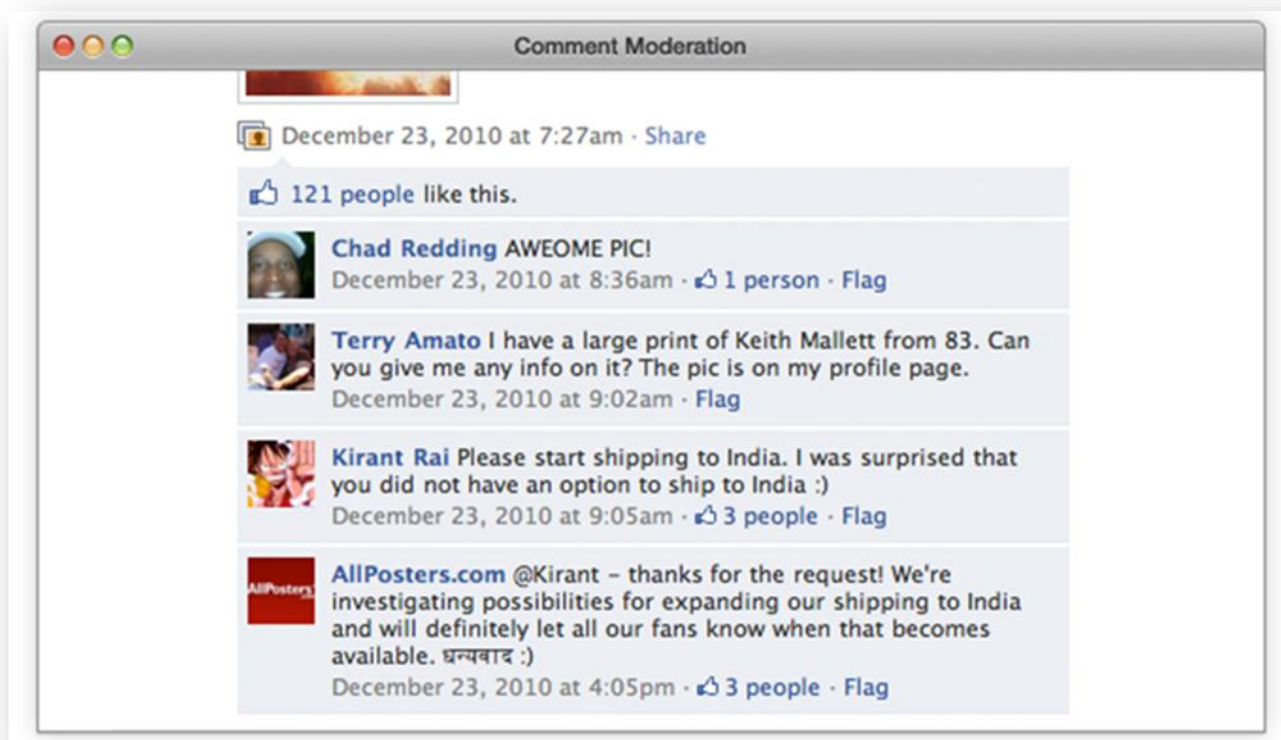 Comment Moderation
December 23, 2010 at 7:27am · Share
121 people like this.
Chad Redding AWEOME PIC!
December 23, 2010 at 8:36am · 1 person · Flag
Terry Amato I have a large print of Keith Mallett from 83. Can
you give me any info on it? The pic is on my profile page.
December 23, 2010 at 9:02am · Flag
Kirant Rai Please start shipping to India. I was surprised that
you did not have an option to ship to India :)
December 23, 2010 at 9:05am · 3 people · Flag
AllPosters
AllPosters.com @Kirant – thanks for the request! We're
investigating possibilities for expanding our shipping to India
and will definitely let all our fans know when that becomes
available. धन्यवाद :)
December 23, 2010 at 4:05pm · 3 people · Flag